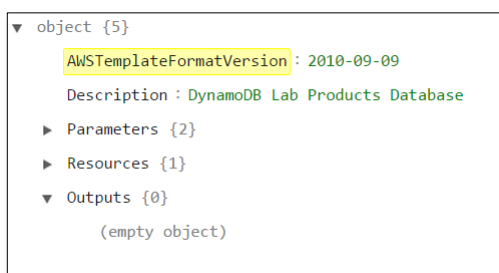 object {5}
AWSTemplateFormatVersion : 2010-09-09
Description : DynamoDB Lab Products Database
Parameters {2}
Resources {1}
Outputs {0}
(empty object)